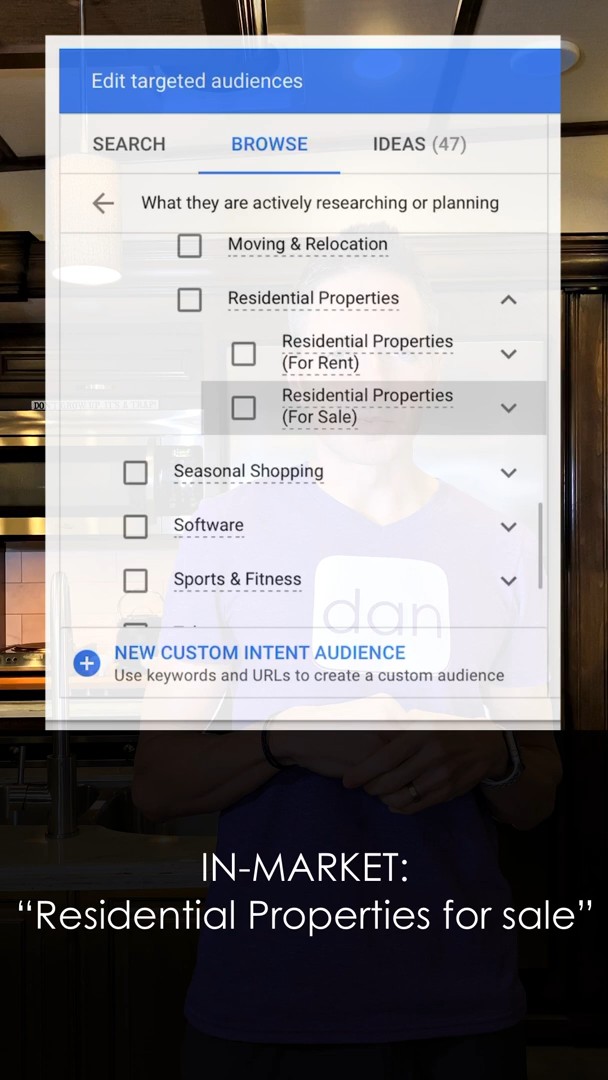 Edit targeted audiences
SEARCH BROWSE IDEAS (47)
What they are actively researching or planning
Moving & Relocation
Residential Properties
Residential Properties
(For Rent)
Residential Properties
(For Sale)
Seasonal Shopping
Software
Sports & Fitness
dan
NEW CUSTOM INTENT AUDIENCE
Use keywords and URLs to create a custom audience
IN-MARKET:
“Residential Properties for sale”